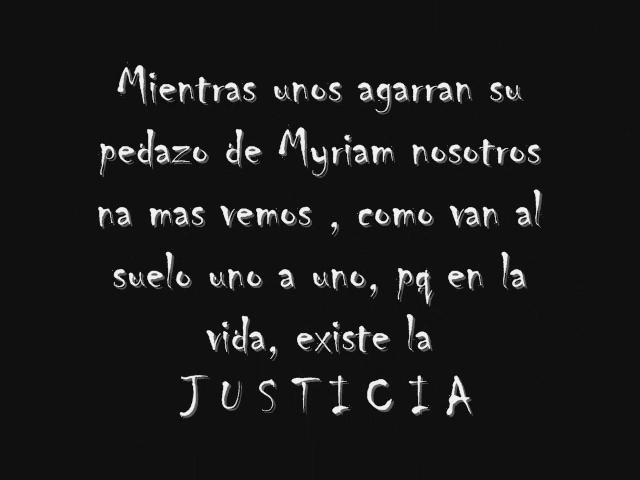 Mientras unos agarran su
pedazo de Myriam nosotros
na mas vemos , como van al
suelo uno a uno, pq en la
vida, existe la
J U S T I C I A